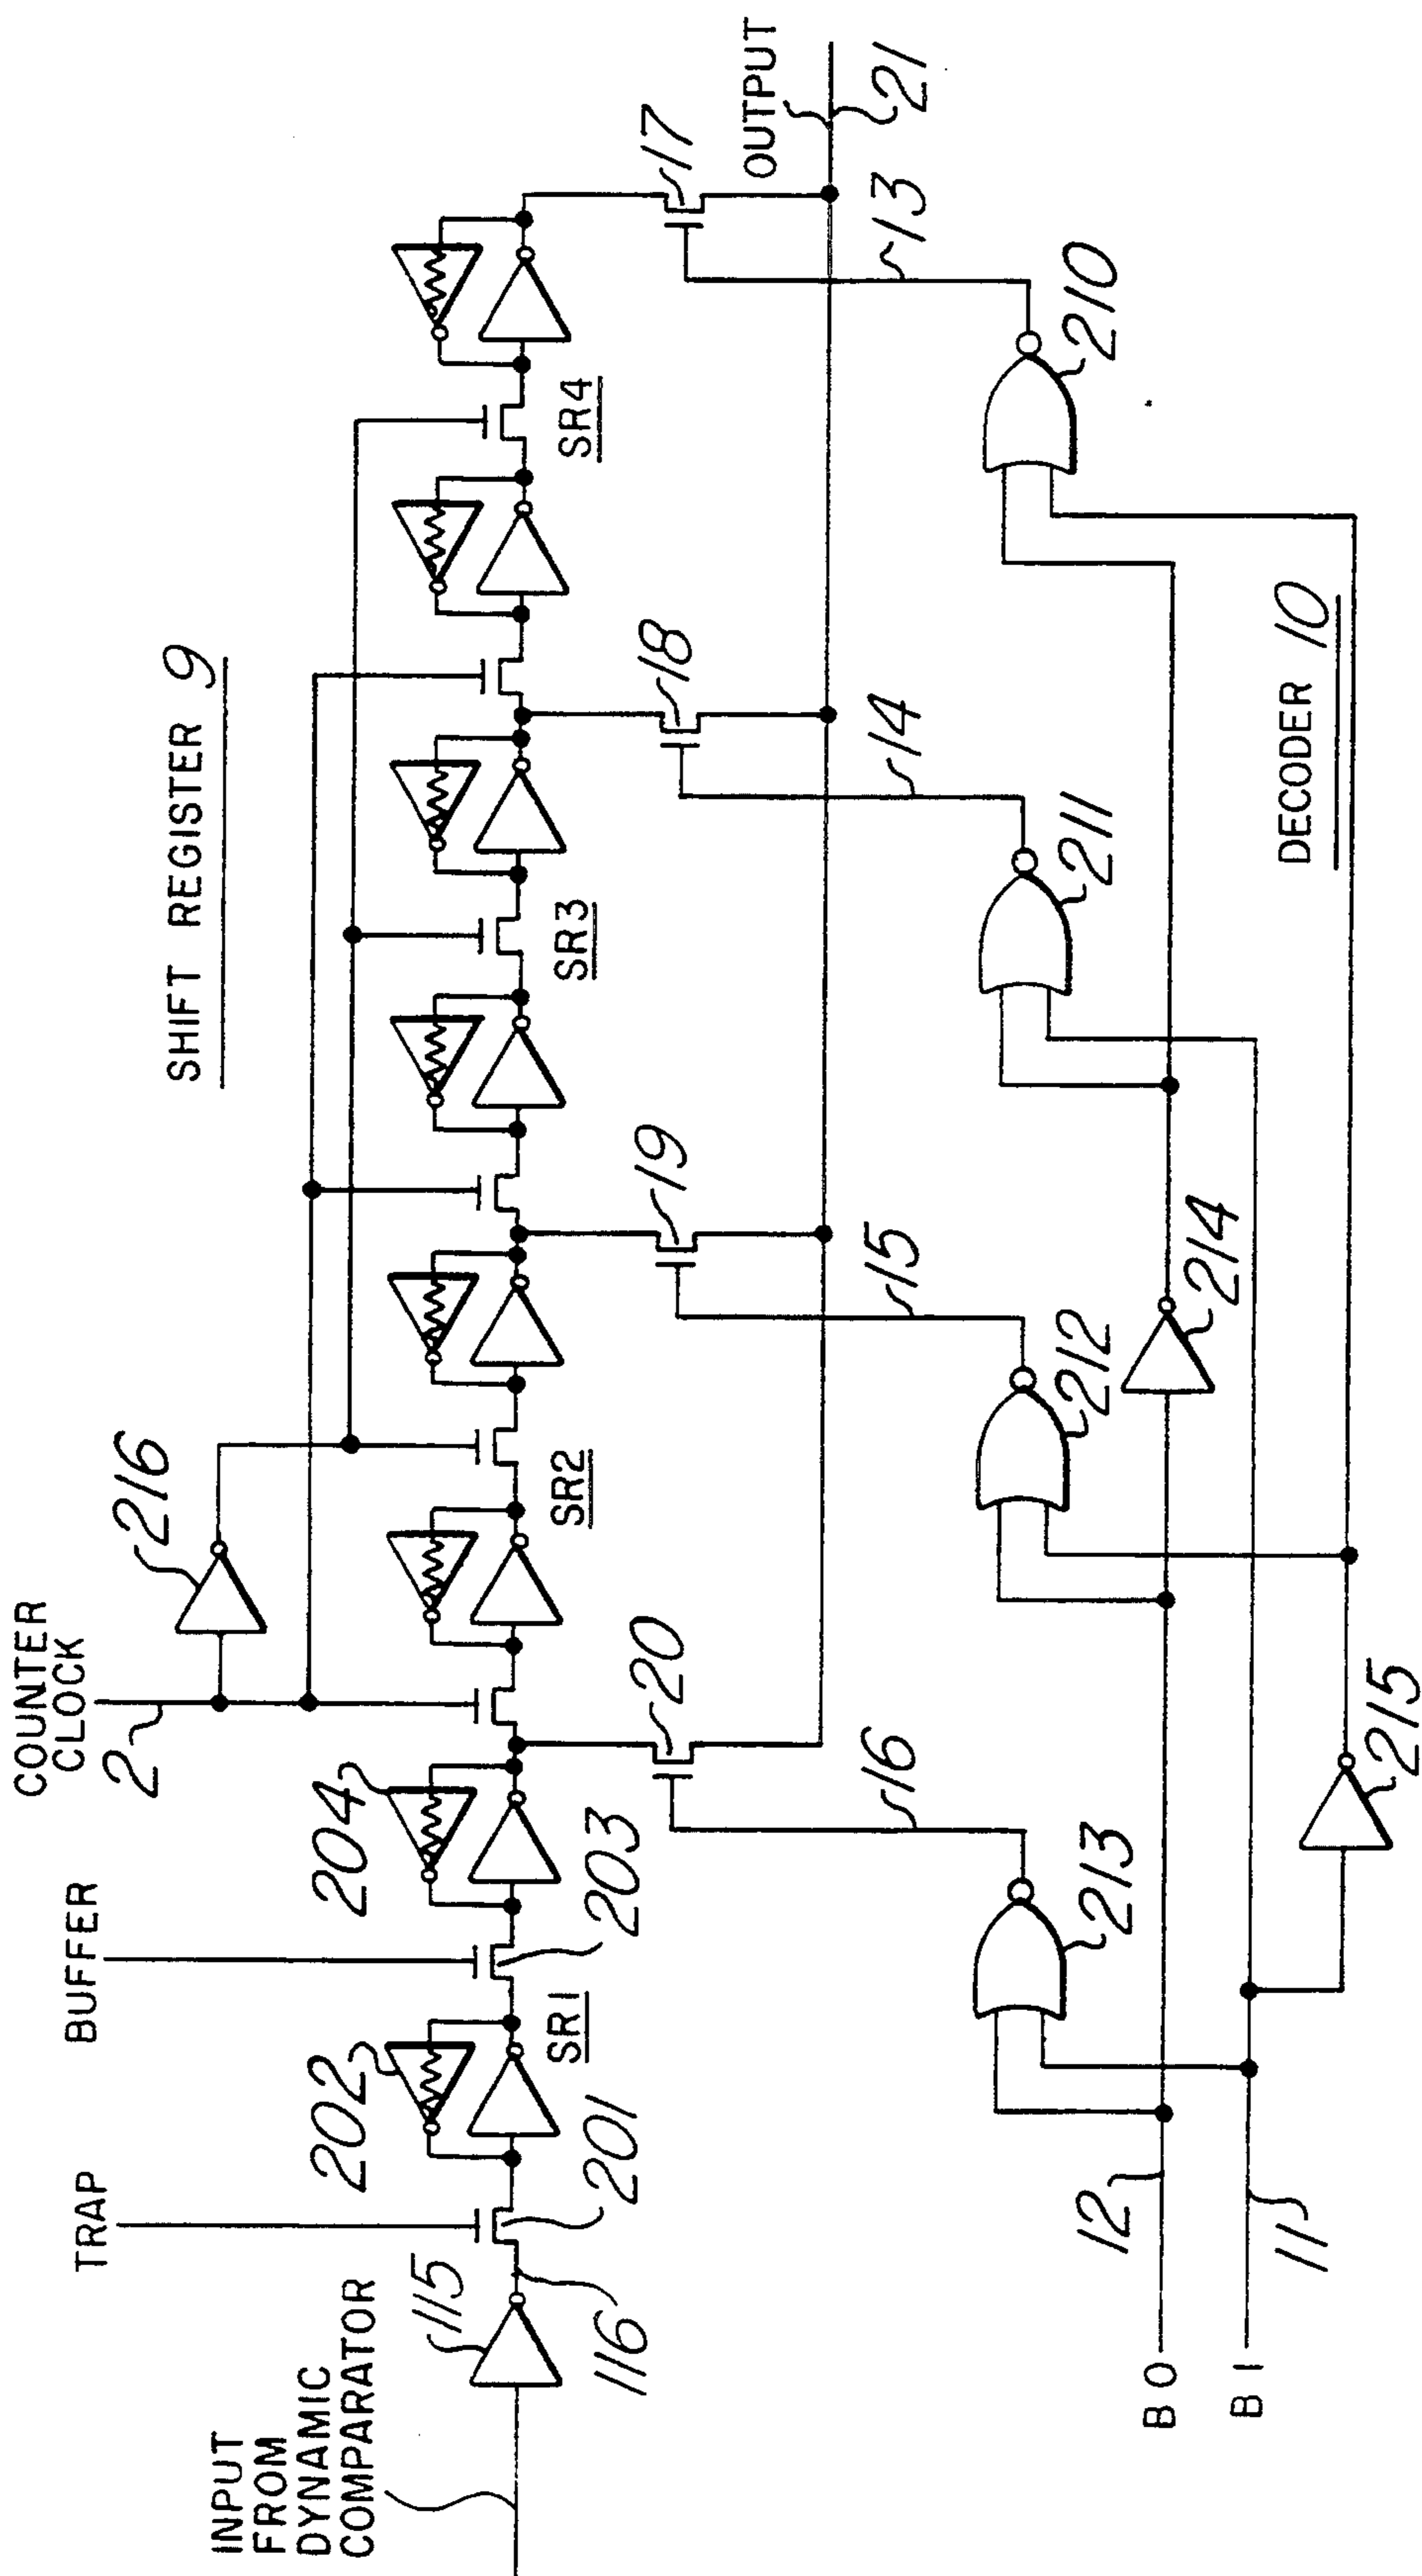 INPUT
FROM
DYNAMIC
COMPARATOR
115
116
TRAP
201
202
SR1
BUFFER
203
204
COUNTER
CLOCK
2
216
20
SR2
19
SHIFT REGISTER 9
SR3
18
SR4
17
OUTPUT
21
16
15
14
13
213
212
211
210
B 0
12
B 1
11
215
214
DECODER 10